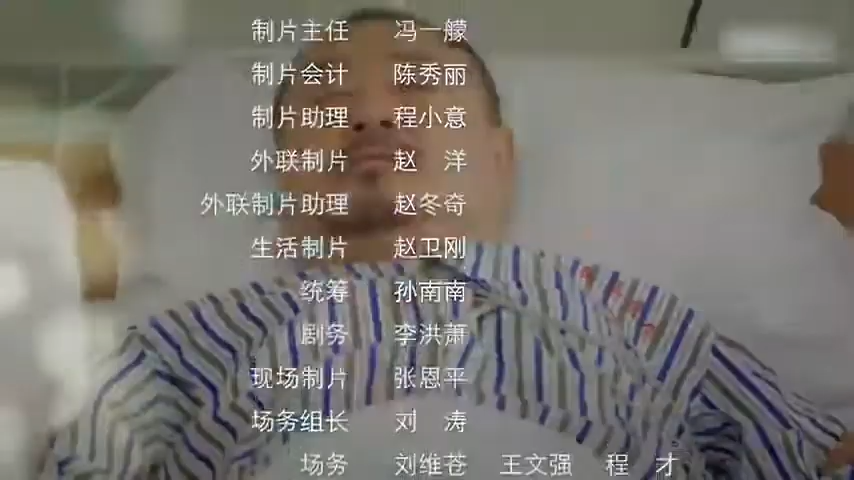 制片主任 冯一艨
制片会计 陈秀丽
制片助理 程小意
外联制片 赵 洋
外联制片助理 赵冬奇
生活制片 赵卫刚
统筹 孙南南
剧务 李洪萧
现场制片 张恩平
场务组长 刘 涛
场务 刘维苍 王文强 程 才